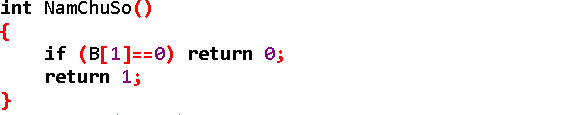 int NamChuSo()
{
    if (B[1]==0) return 0;
    return 1;
}